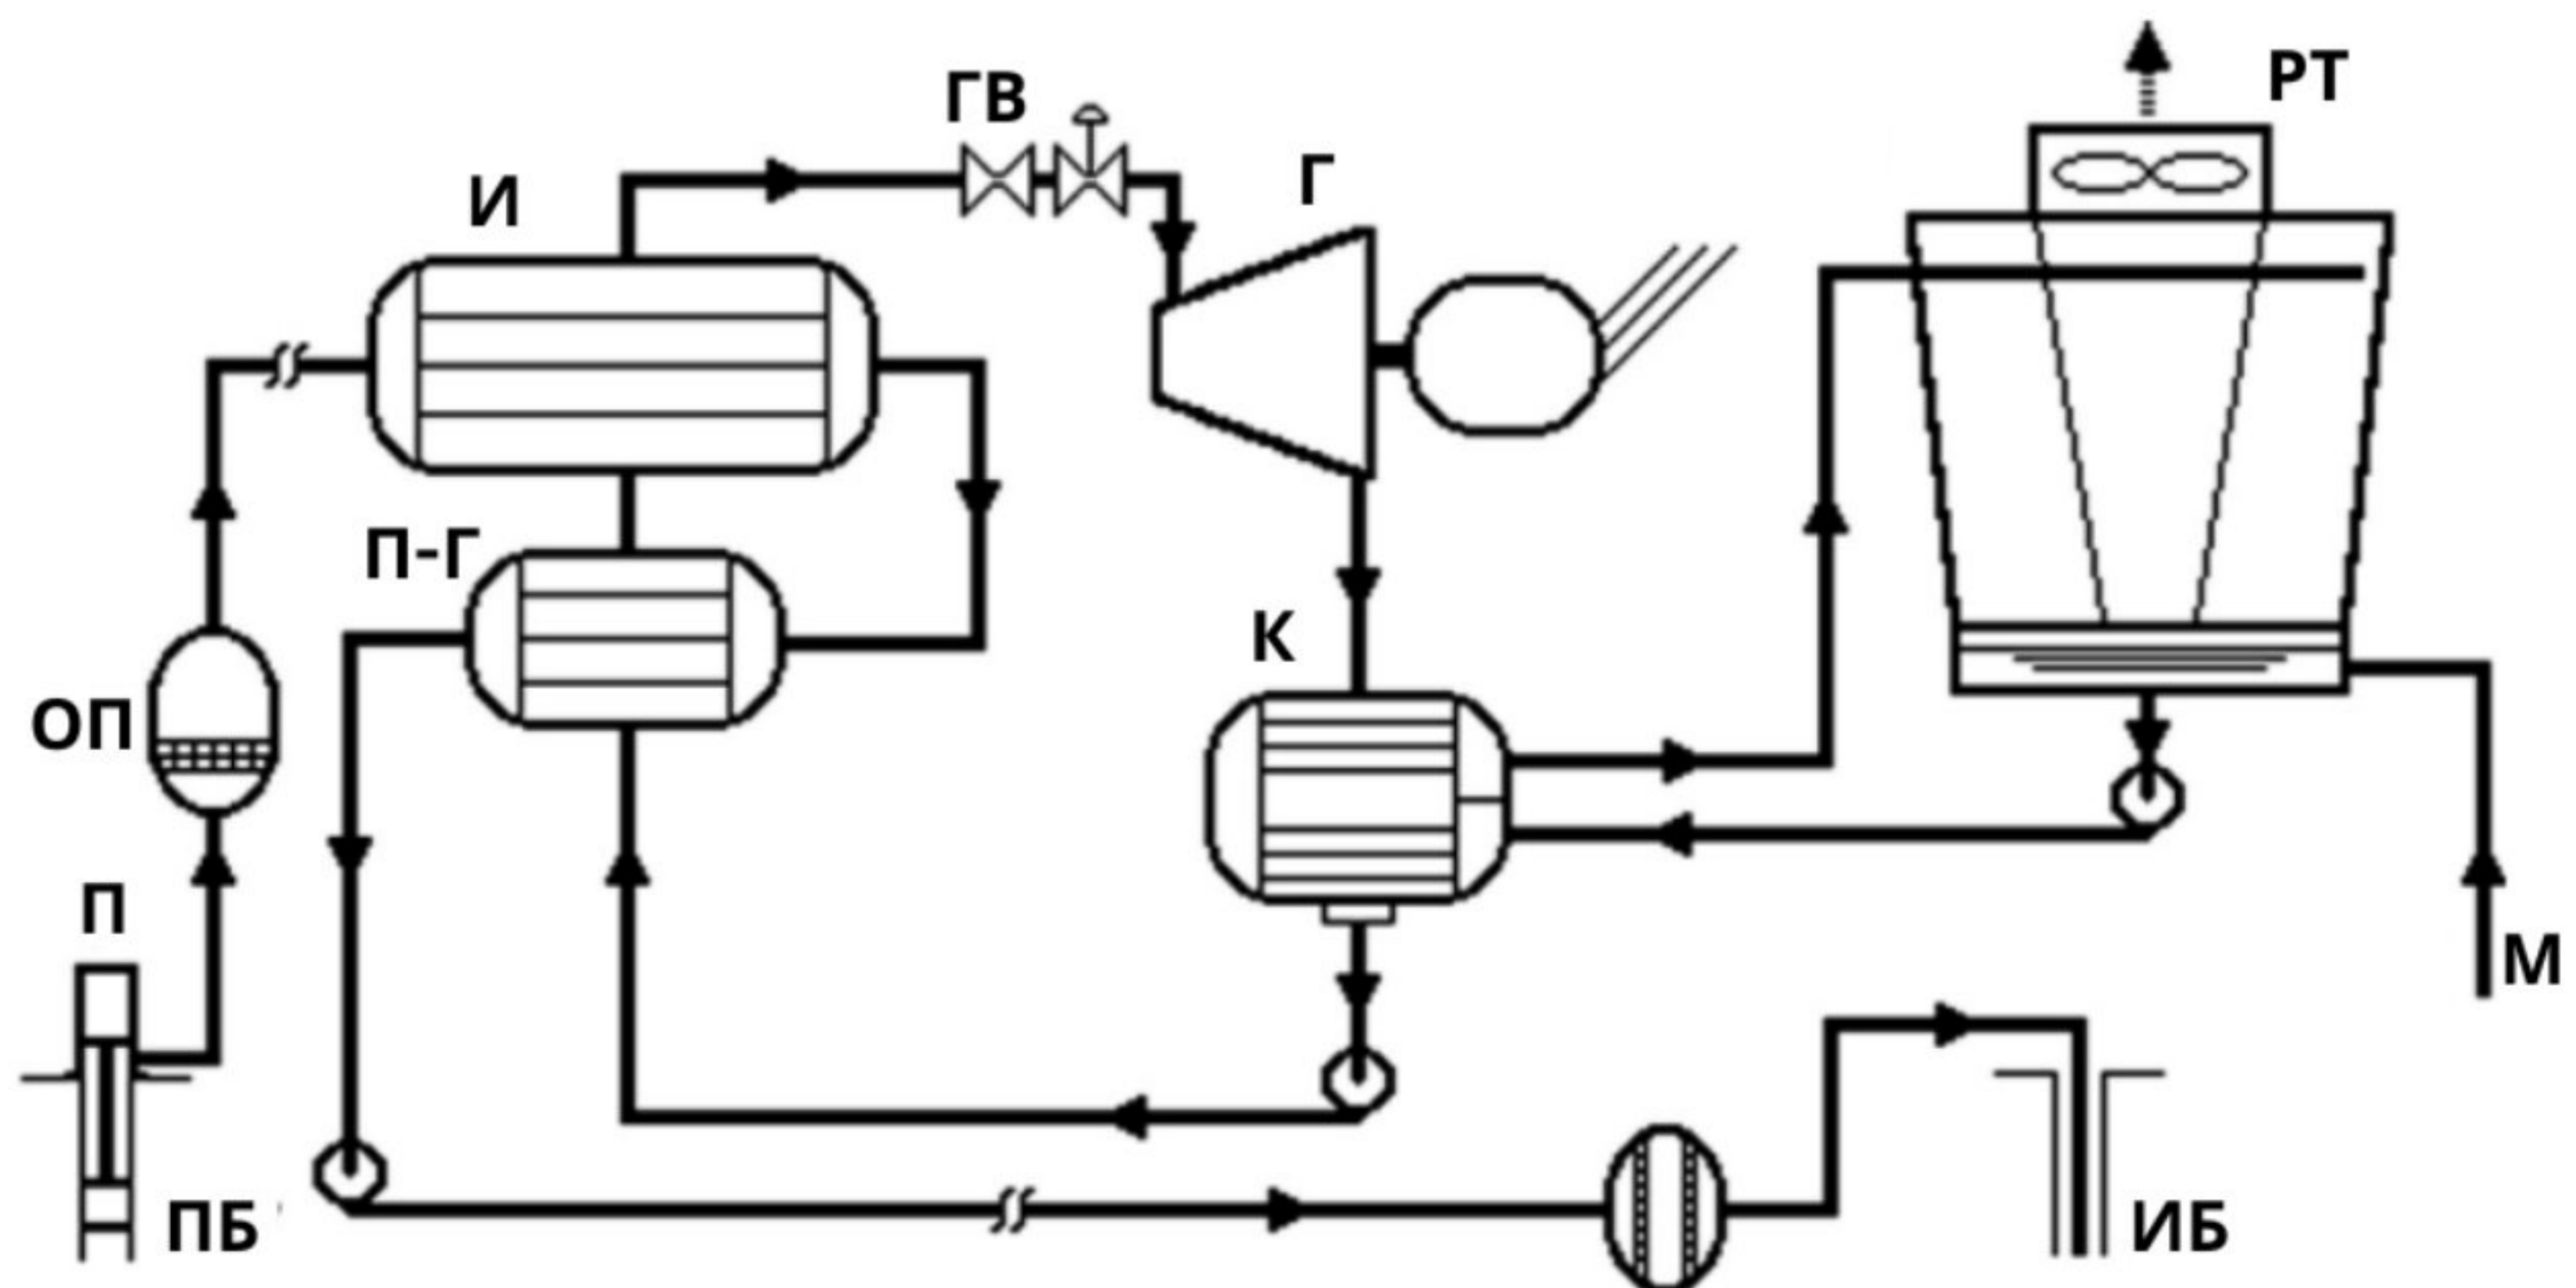 РТ
ГВ
Г
И
П-Г
К
ОП
П
М
ПБ
ИБ